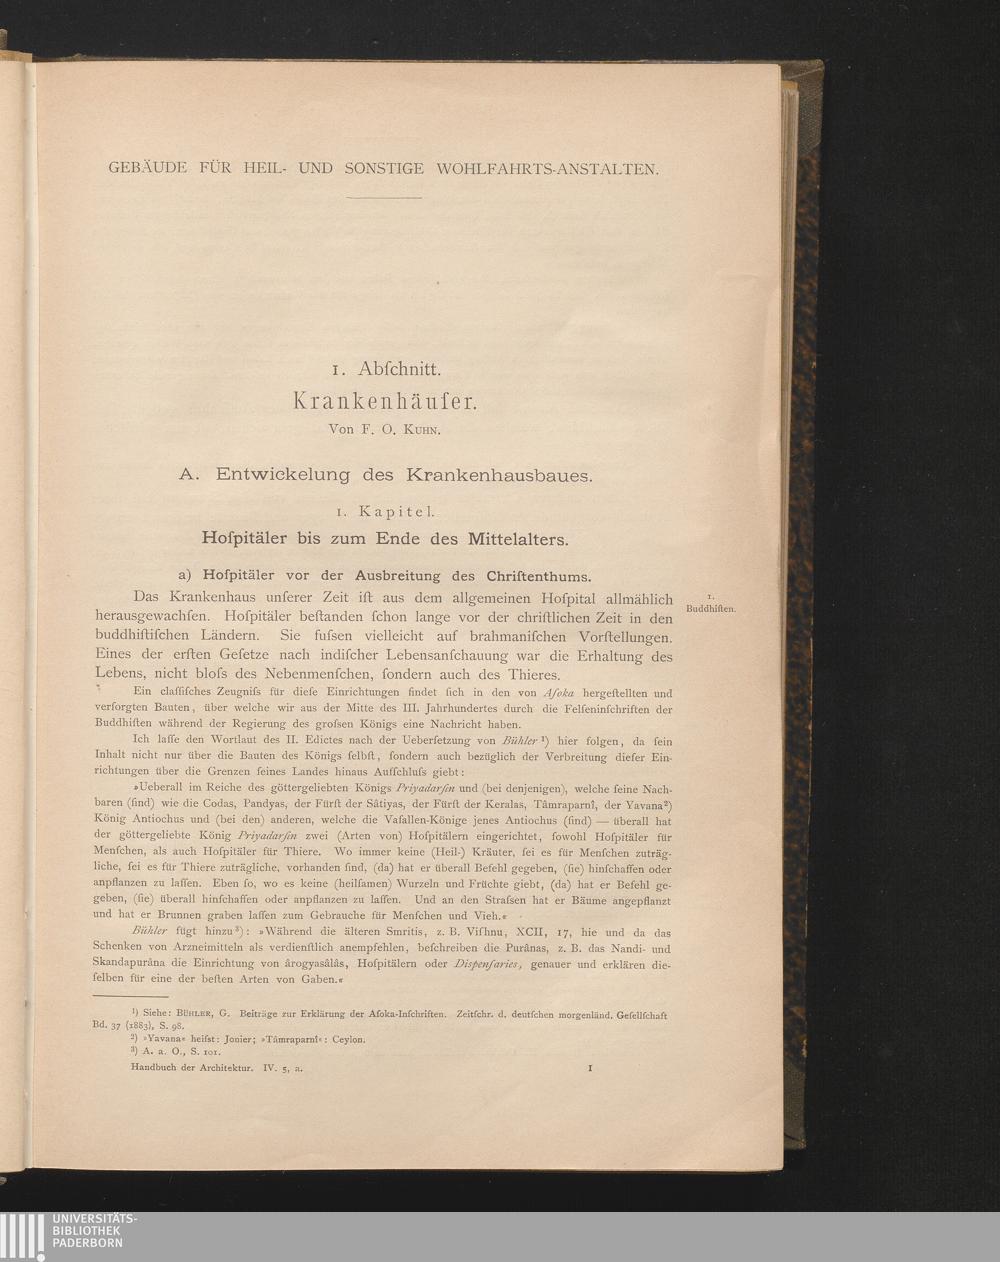 GEBÄUDE FÜR HEIL- UND SONSTIGE WOHLFAHRTS-ANSTALTEN.
1. Abſchnitt.
Krankenhäuſer.
Von F. O. KUHN.
A. Entwickelung des Krankenhausbaues.
1. Kapitel.
Hoſpitäler bis zum Ende des Mittelalters.
a) Hoſpitäler vor der Ausbreitung des Chriſtenthums.
Das Krankenhaus unſerer Zeit iſt aus dem allgemeinen Hoſpital allmählich
herausgewachſen. Hoſpitäler beſtanden ſchon lange vor der chriſtlichen Zeit in den
buddhiſtiſchen Ländern. Sie fuſsen vielleicht auf brahmaniſchen Vorſtellungen.
Eines der erſten Geſetze nach indiſcher Lebensanſchauung war die Erhaltung des
Lebens, nicht bloſs des Nebenmenſchen, ſondern auch des Thieres.
1.
Buddhiſten.
Ein claſſiſches Zeugniſs für dieſe Einrichtungen findet ſich in den von Aſoka hergeſtellten und
verſorgten Bauten, über welche wir aus der Mitte des III. Jahrhundertes durch die Felſeninſchriften der
Buddhiſten während der Regierung des groſsen Königs eine Nachricht haben.
Ich laſſe den Wortlaut des II. Edictes nach der Ueberſetzung von Bühler¹) hier folgen, da ſein
Inhalt nicht nur über die Bauten des Königs ſelbſt, ſondern auch bezüglich der Verbreitung dieſer Ein-
richtungen über die Grenzen ſeines Landes hinaus Auſſchluſs giebt:
»Ueberall im Reiche des göttergeliebten Königs Priyadarſin und (bei denjenigen), welche ſeine Nach-
baren (ſind) wie die Codas, Pandyas, der Fürſt der Sâtiyas, der Fürſt der Keralas, Tâmraparnî, der Yavana²)
König Antiochus und (bei den) anderen, welche die Vaſallen-Könige jenes Antiochus (ſind) — überall hat
der göttergeliebte König Priyadarſin zwei (Arten von) Hoſpitälern eingerichtet, ſowohl Hoſpitäler für
Menſchen, als auch Hoſpitäler für Thiere. Wo immer keine (Heil-) Kräuter, ſei es für Menſchen zuträg-
liche, ſei es für Thiere zuträgliche, vorhanden ſind, (da) hat er überall Befehl gegeben, (ſie) hinſchaffen oder
anpflanzen zu laſſen. Eben ſo, wo es keine (heilſamen) Wurzeln und Früchte giebt, (da) hat er Befehl ge-
geben, (ſie) überall hinſchaffen oder anpflanzen zu laſſen. Und an den Straſsen hat er Bäume angepflanzt
und hat er Brunnen graben laſſen zum Gebrauche für Menſchen und Vieh.«
Bühler fügt hinzu³): »Während die älteren Smritis, z. B. Viſhnu, XCII, 17, hie und da das
Schenken von Arzneimitteln als verdienſtlich anempfehlen, beſchreiben die Purânas, z. B. das Nandi- und
Skandapurâna die Einrichtung von ârogyasâlâs, Hoſpitälern oder Dispenſaries, genauer und erklären die-
ſelben für eine der beſten Arten von Gaben.«
¹) Siehe: BÜHLER, G. Beiträge zur Erklärung der Aſoka-Inſchriften. Zeitſchr. d. deutſchen morgenländ. Geſellſchaft
Bd. 37 (1883), S. 98.
²) »Yavana« heiſst: Jonier; »Tâmraparnî«: Ceylon.
³) A. a. O., S. 101.
Handbuch der Architektur. IV. 5, a.
1
UNIVERSITÄTS-
BIBLIOTHEK
PADERBORN